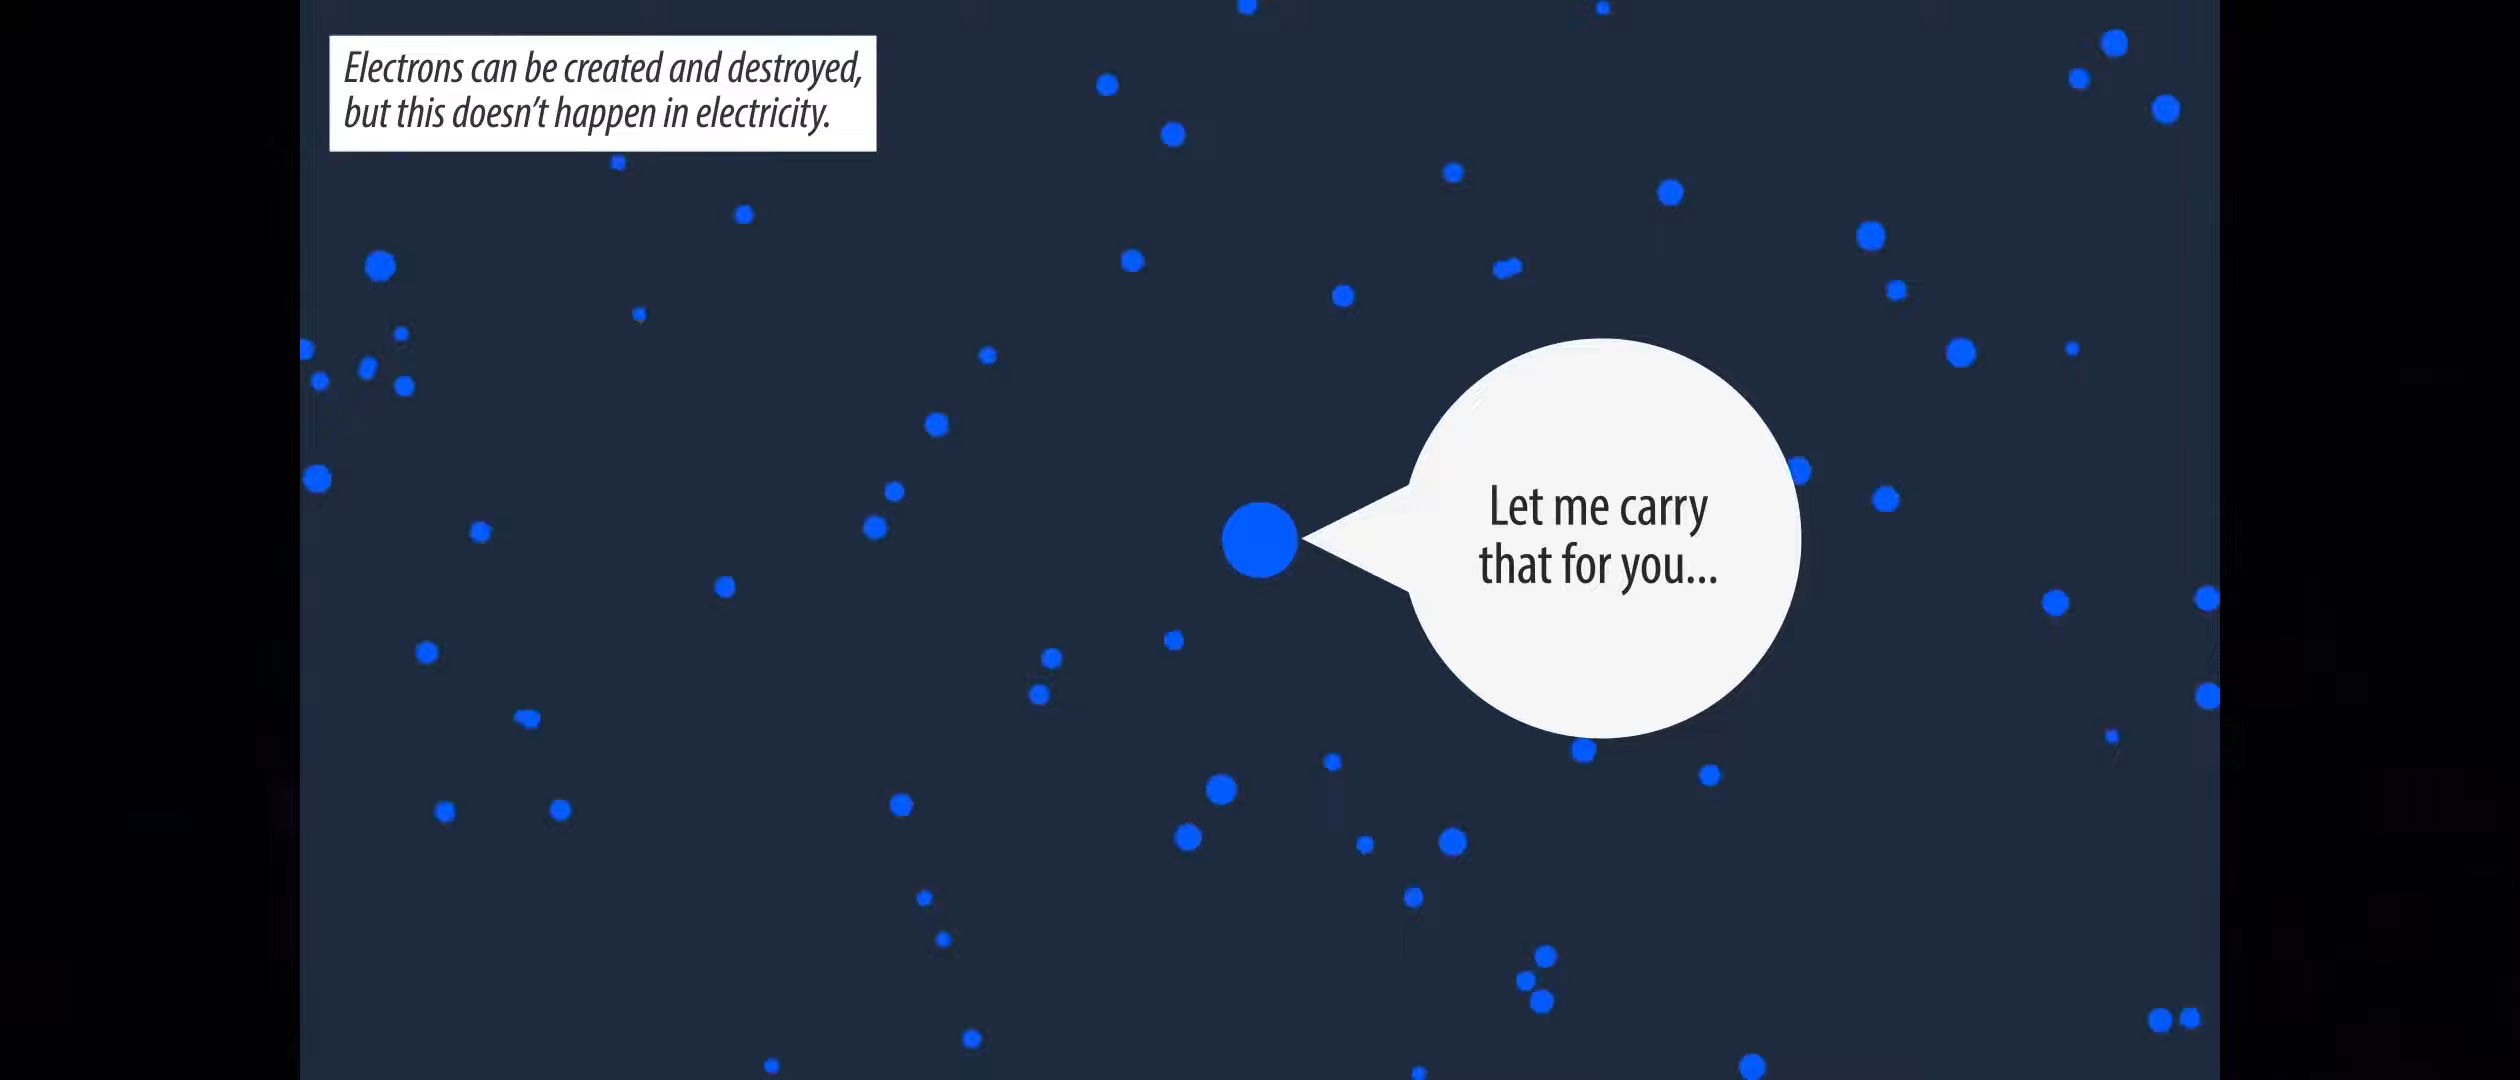 Electrons can be created and destroyed,
but this doesn’t happen in electricity.
Let me carry
that for you...